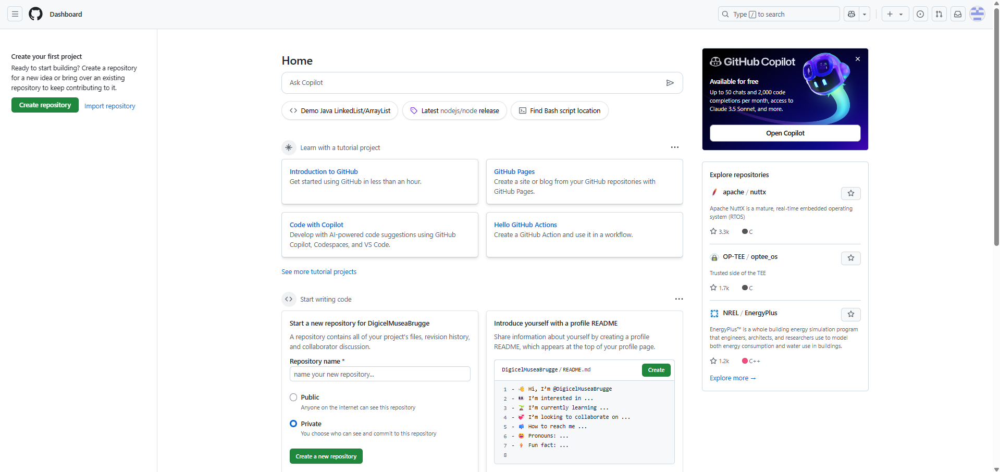 Dashboard
Type / to search
Create your first project
Ready to start building? Create a repository
for a new idea or bring over an existing
repository to keep contributing to it.
Create repository
Import repository
Home
Ask Copilot
Demo Java LinkedList/ArrayList
Latest nodejs/node release
Find Bash script location
Learn with a tutorial project
Introduction to GitHub
Get started using GitHub in less than an hour.
GitHub Pages
Create a site or blog from your GitHub repositories with
GitHub Pages.
Code with Copilot
Develop with AI-powered code suggestions using GitHub
Copilot, Codespaces, and VS Code.
Hello GitHub Actions
Create a GitHub Action and use it in a workflow.
See more tutorial projects
Start writing code
Start a new repository for DigicelMuseaBrugge
A repository contains all of your project's files, revision history,
and collaborator discussion.
Repository name *
name your new repository...
Public
Anyone on the internet can see this repository
Private
You choose who can see and commit to this repository
Create a new repository
Introduce yourself with a profile README
Share information about yourself by creating a profile
README, which appears at the top of your profile page.
DigicelMuseaBrugge / README.md
Create
1 - 👋 Hi, I’m @DigicelMuseaBrugge
2 - 👀 I’m interested in ...
3 - 🌱 I’m currently learning ...
4 - 💞️ I’m looking to collaborate on ...
5 - 📫 How to reach me ...
6 - 😄 Pronouns: ...
7 - ⚡ Fun fact: ...
8
GitHub Copilot
Available for free
Up to 50 chats and 2,000 code
completions per month, access to
Claude 3.5 Sonnet, and more.
Open Copilot
Explore repositories
apache / nuttx
Apache NuttX is a mature, real-time embedded operating
system (RTOS)
3.3k C
OP-TEE / optee_os
Trusted side of the TEE
1.7k C
NREL / EnergyPlus
EnergyPlus™ is a whole building energy simulation program
that engineers, architects, and researchers use to model
both energy consumption and water use in buildings.
1.2k C++
Explore more →